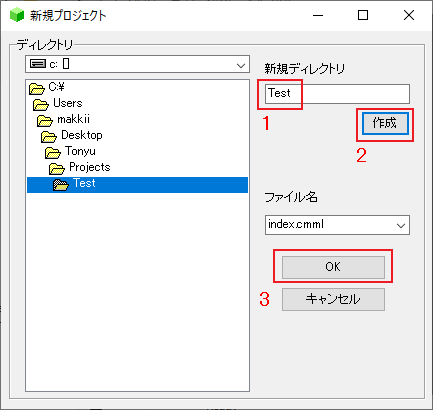 新規プロジェクト
ディレクトリ
c: []
C:¥
Users
makkii
Desktop
Tonyu
Projects
Test
新規ディレクトリ
Test
1
作成
2
ファイル名
index.cmml
OK
3
キャンセル